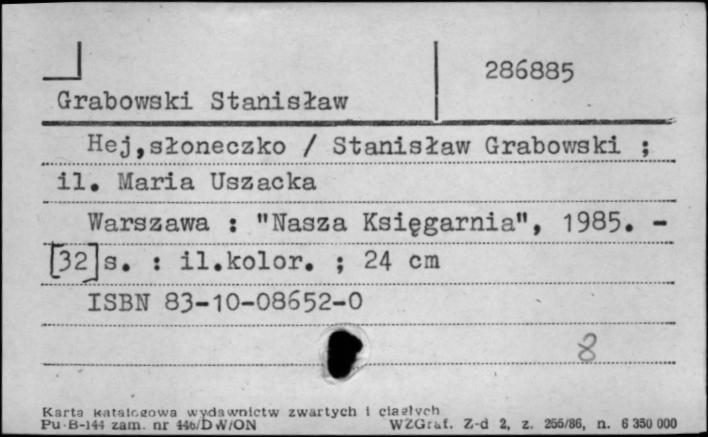 286885
Grabowski Stanisław
Hej,słoneczko / Stanisław Grabowski ;
il. Maria Uszacka
Warszawa : "Nasza Księgarnia", 1985. -
[32]s. : il.kolor. ; 24 cm
ISBN 83-10-08652-0
8
Karta katalogowa wydawnictw zwartych i ciągłych
Pu-B-144 zam. nr 446/DW/ON WZGraf. Z-d 2, z. 266/86, n. 6 350 000